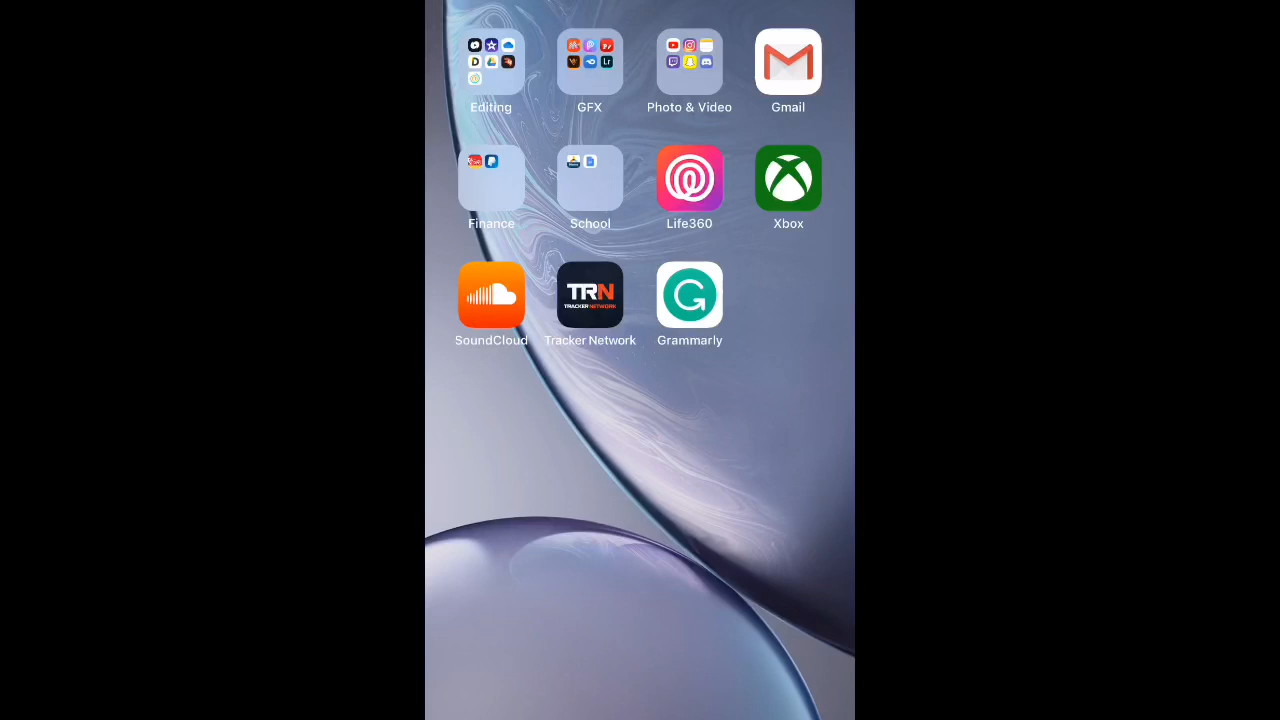 Editing GFX Photo & Video Gmail
Finance School Life360 Xbox
TRN
TRACKER NETWORK
SoundCloud Tracker Network Grammarly